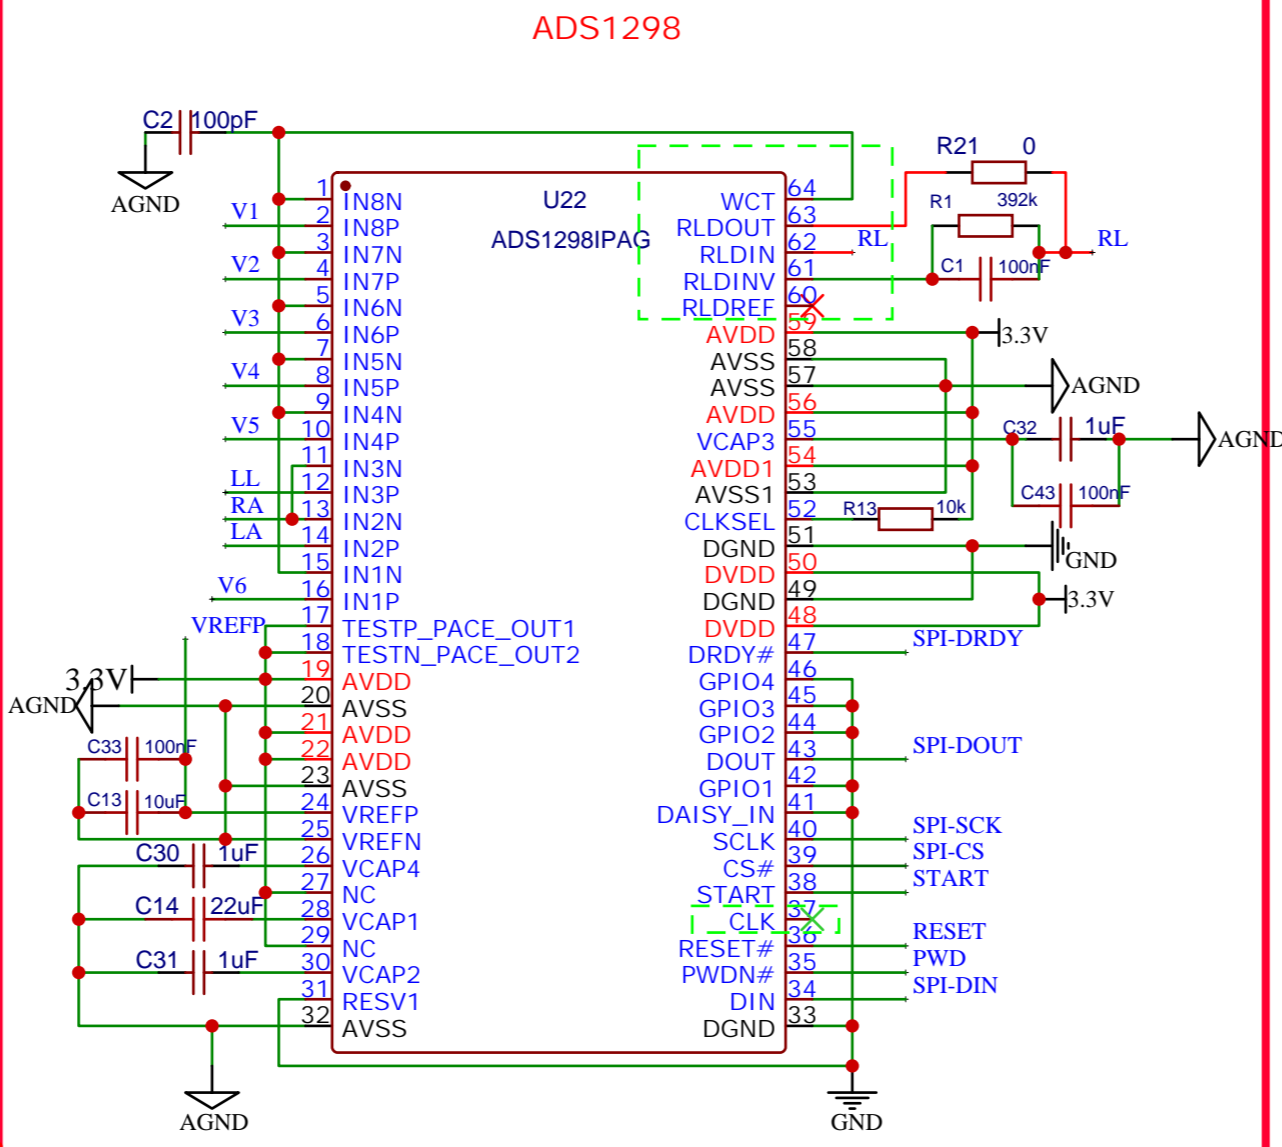 ADS1298
C2 100pF
AGND
U22
ADS1298IPAG
R21 0
R1 392k
C1 100nF
RL
RL
1 IN8N
V1 2 IN8P
3 IN7N
V2 4 IN7P
5 IN6N
V3 6 IN6P
7 IN5N
V4 8 IN5P
9 IN4N
V5 10 IN4P
11 IN3N
LL 12 IN3P
RA 13 IN2N
LA 14 IN2P
15 IN1N
V6 16 IN1P
VREFP 17 TESTP_PACE_OUT1
18 TESTN_PACE_OUT2
3.3V 19 AVDD
AGND 20 AVSS
21 AVDD
C33 100nF 22 AVDD
23 AVSS
C13 10uF 24 VREFP
25 VREFN
C30 1uF 26 VCAP4
27 NC
C14 22uF 28 VCAP1
29 NC
C31 1uF 30 VCAP2
31 RESV1
32 AVSS
AGND
WCT 64
RLDOUT 63
RLDIN 62
RLDINV 61
RLDREF 60
AVDD 59 3.3V
AVSS 58
AVSS 57 AGND
AVDD 56
VCAP3 55 C32 1uF AGND
AVDD1 54
AVSS1 53 C43 100nF
CLKSEL 52 R13 10k
DGND 51 GND
DVDD 50
DGND 49 3.3V
DVDD 48
DRDY# 47 SPI-DRDY
GPIO4 46
GPIO3 45
GPIO2 44
DOUT 43 SPI-DOUT
GPIO1 42
DAISY_IN 41
SCLK 40 SPI-SCK
CS# 39 SPI-CS
START 38 START
CLK 37
RESET# 36 RESET
PWDN# 35 PWD
DIN 34 SPI-DIN
DGND 33
GND